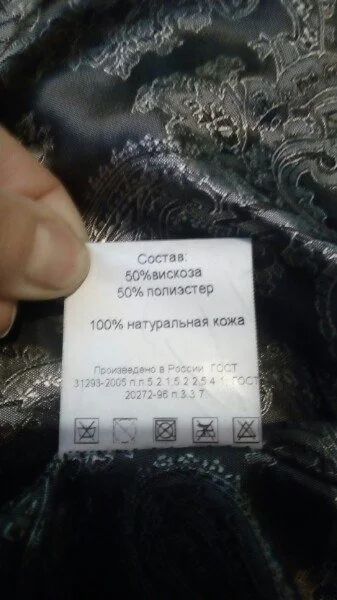 Состав:
50%вискоза
50% полиэстер
100% натуральная кожа
Произведено в России ГОСТ
31293-2005 п.п.5.2.1,5.2.2,5.4.1, ГОСТ
20272-96 п.3.3.7.